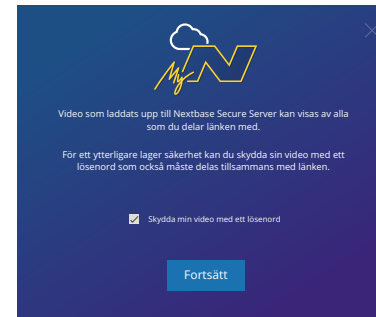 My N
Video som laddats upp till Nextbase Secure Server kan visas av alla
som du delar länken med.
För ett ytterligare lager säkerhet kan du skydda sin video med ett
lösenord som också måste delas tillsammans med länken.
Skydda min video med ett lösenord
Fortsätt